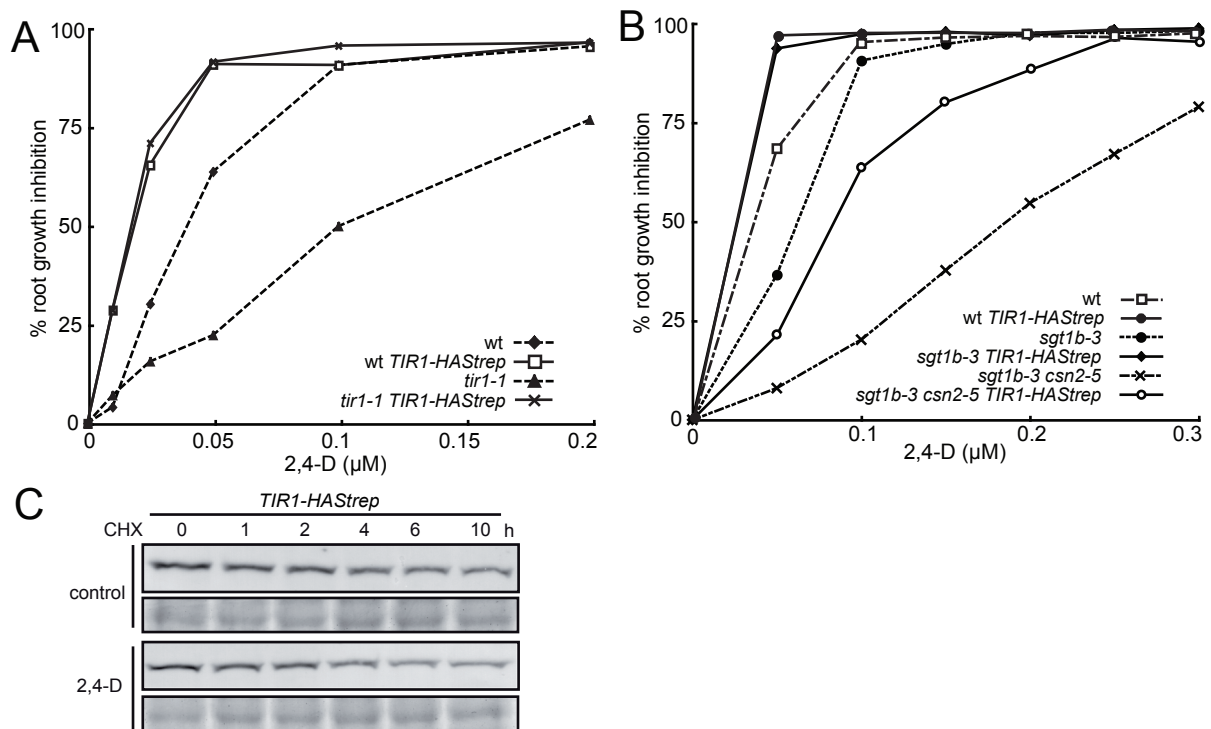 A
100
75
50
25
0
% root growth inhibition
0 0.05 0.1 0.15 0.2
2,4-D (µM)
wt
wt TIR1-HAStrep
tir1-1
tir1-1 TIR1-HAStrep
B
100
75
50
25
0
% root growth inhibition
0 0.1 0.2 0.3
2,4-D (µM)
wt
wt TIR1-HAStrep
sgt1b-3
sgt1b-3 TIR1-HAStrep
sgt1b-3 csn2-5
sgt1b-3 csn2-5 TIR1-HAStrep
C
TIR1-HAStrep
CHX 0 1 2 4 6 10 h
control
2,4-D